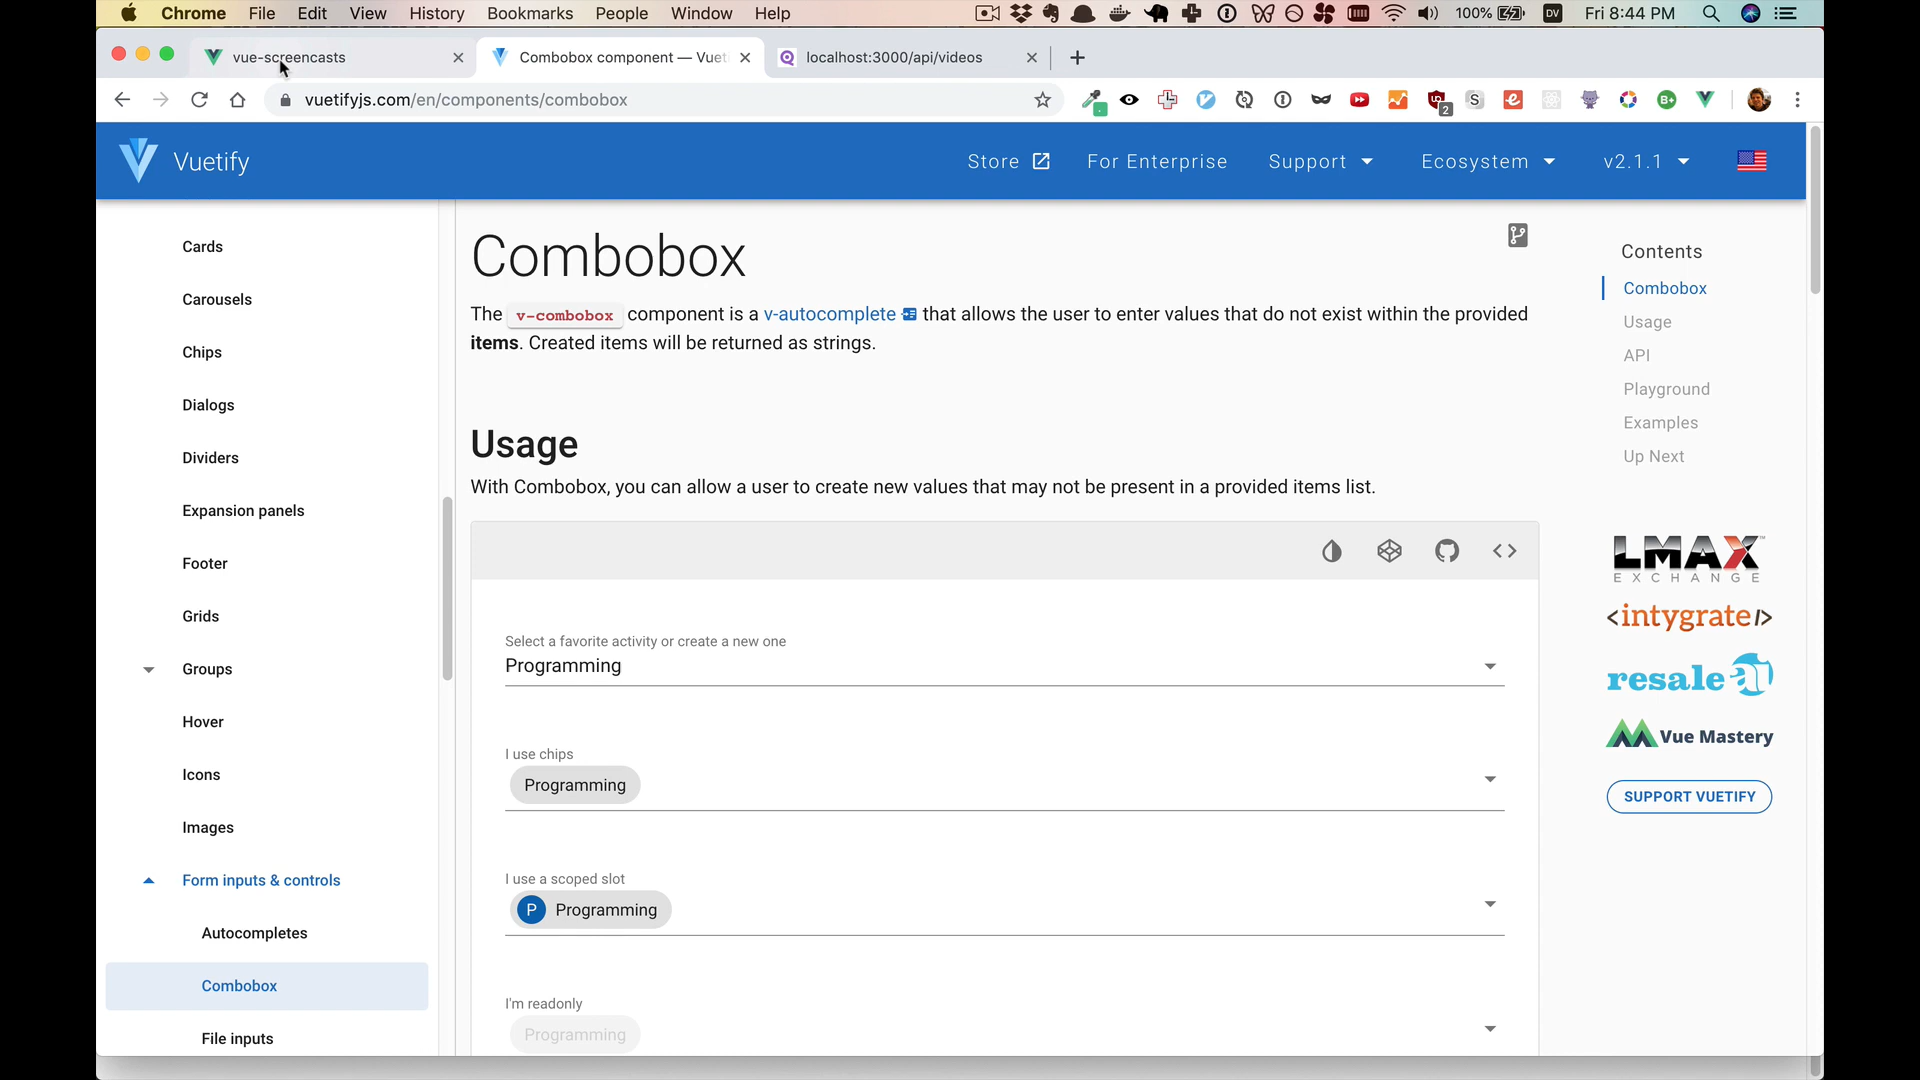 Chrome File Edit View History Bookmarks People Window Help 100% DV Fri 8:44 PM
vue-screencasts
Combobox component — Vueti
localhost:3000/api/videos
vuetifyjs.com/en/components/combobox
2
S
B+
Vuetify
Store
For Enterprise
Support
Ecosystem
v2.1.1
Cards
Carousels
Chips
Dialogs
Dividers
Expansion panels
Footer
Grids
Groups
Hover
Icons
Images
Form inputs & controls
Autocompletes
Combobox
File inputs
Combobox
The v-combobox component is a v-autocomplete that allows the user to enter values that do not exist within the provided
items. Created items will be returned as strings.
Usage
With Combobox, you can allow a user to create new values that may not be present in a provided items list.
Select a favorite activity or create a new one
Programming
I use chips
Programming
I use a scoped slot
P Programming
I'm readonly
Programming
Contents
Combobox
Usage
API
Playground
Examples
Up Next
LMAX
EXCHANGE
<intygrate/>
resale ai
Vue Mastery
SUPPORT VUETIFY